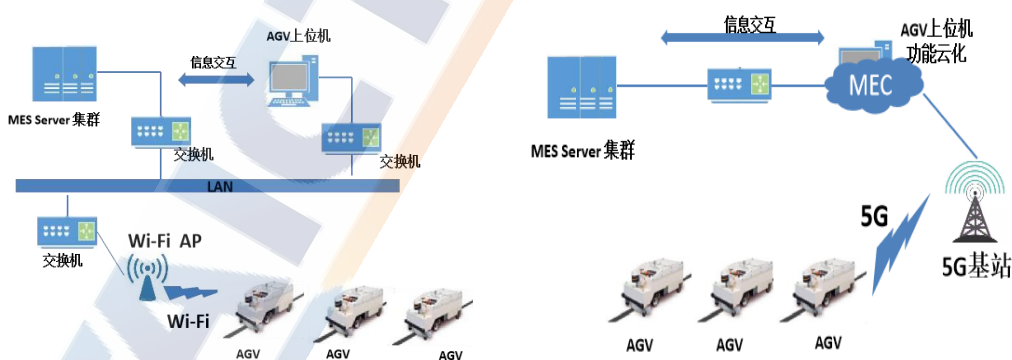 AGV上位机
信息交互
MES Server 集群
交换机
交换机
LAN
交换机
Wi-Fi AP
Wi-Fi
AGV
AGV
AGV
信息交互
AGV上位机
功能云化
MEC
MES Server 集群
5G
5G基站
AGV
AGV
AGV